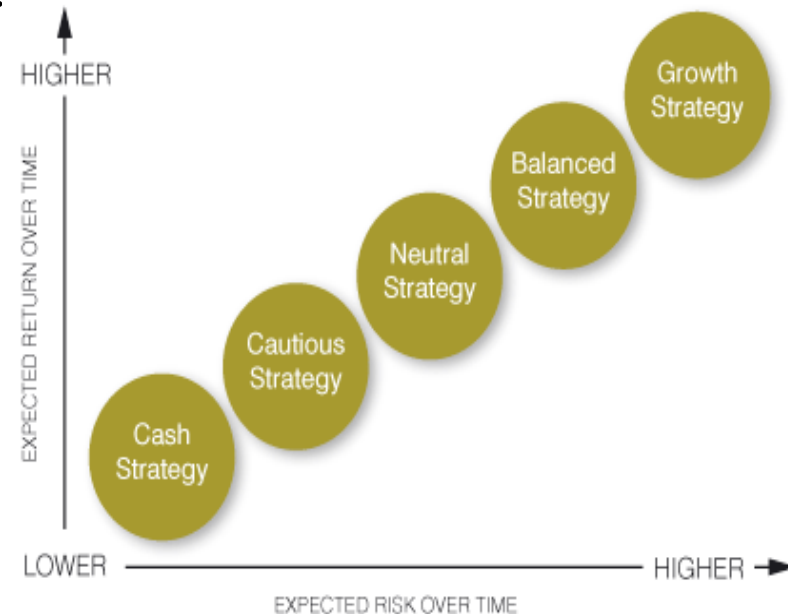 HIGHER
EXPECTED RETURN OVER TIME
Growth
Strategy
Balanced
Strategy
Neutral
Strategy
Cautious
Strategy
Cash
Strategy
LOWER
HIGHER
EXPECTED RISK OVER TIME